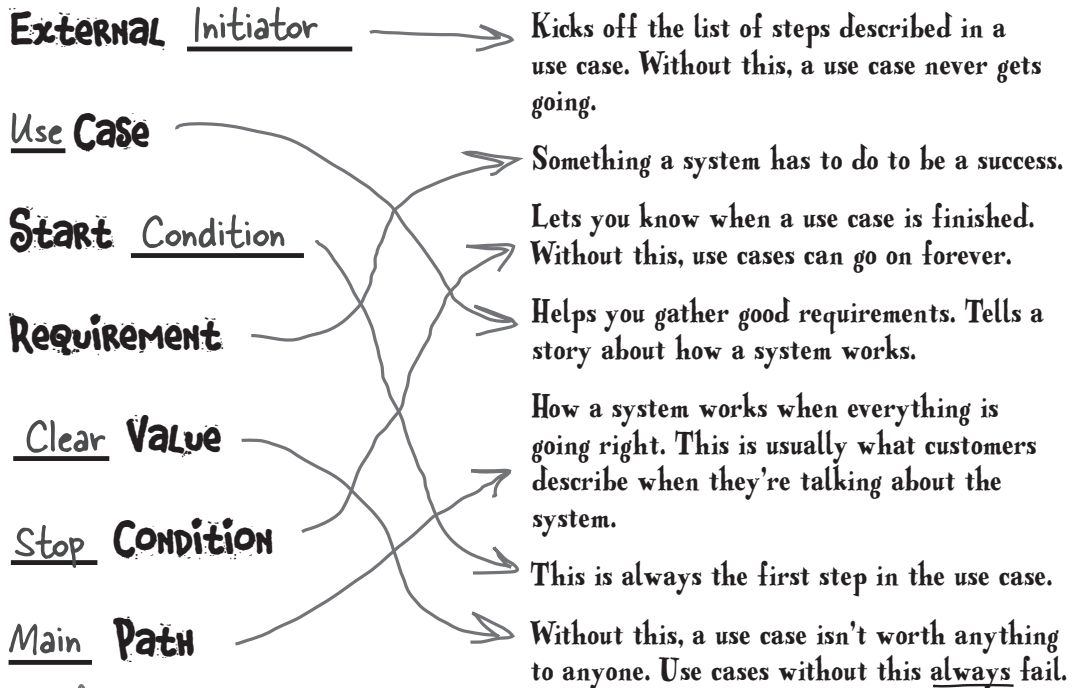 External Initiator
Use Case
Start Condition
Requirement
Clear Value
Stop Condition
Main Path
Kicks off the list of steps described in a
use case. Without this, a use case never gets
going.
Something a system has to do to be a success.
Lets you know when a use case is finished.
Without this, use cases can go on forever.
Helps you gather good requirements. Tells a
story about how a system works.
How a system works when everything is
going right. This is usually what customers
describe when they're talking about the
system.
This is always the first step in the use case.
Without this, a use case isn't worth anything
to anyone. Use cases without this always fail.